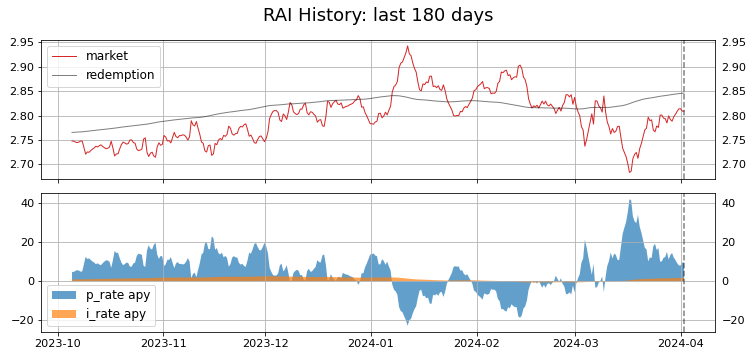 RAI History: last 180 days
2.95 2.95
market
2.90 2.90
redemption
2.85 2.85
2.80 2.80
2.75 2.75
2.70 2.70
40 40
20 20
0 0
p_rate apy
i_rate apy
−20 −20
2023-10 2023-11 2023-12 2024-01 2024-02 2024-03 2024-04